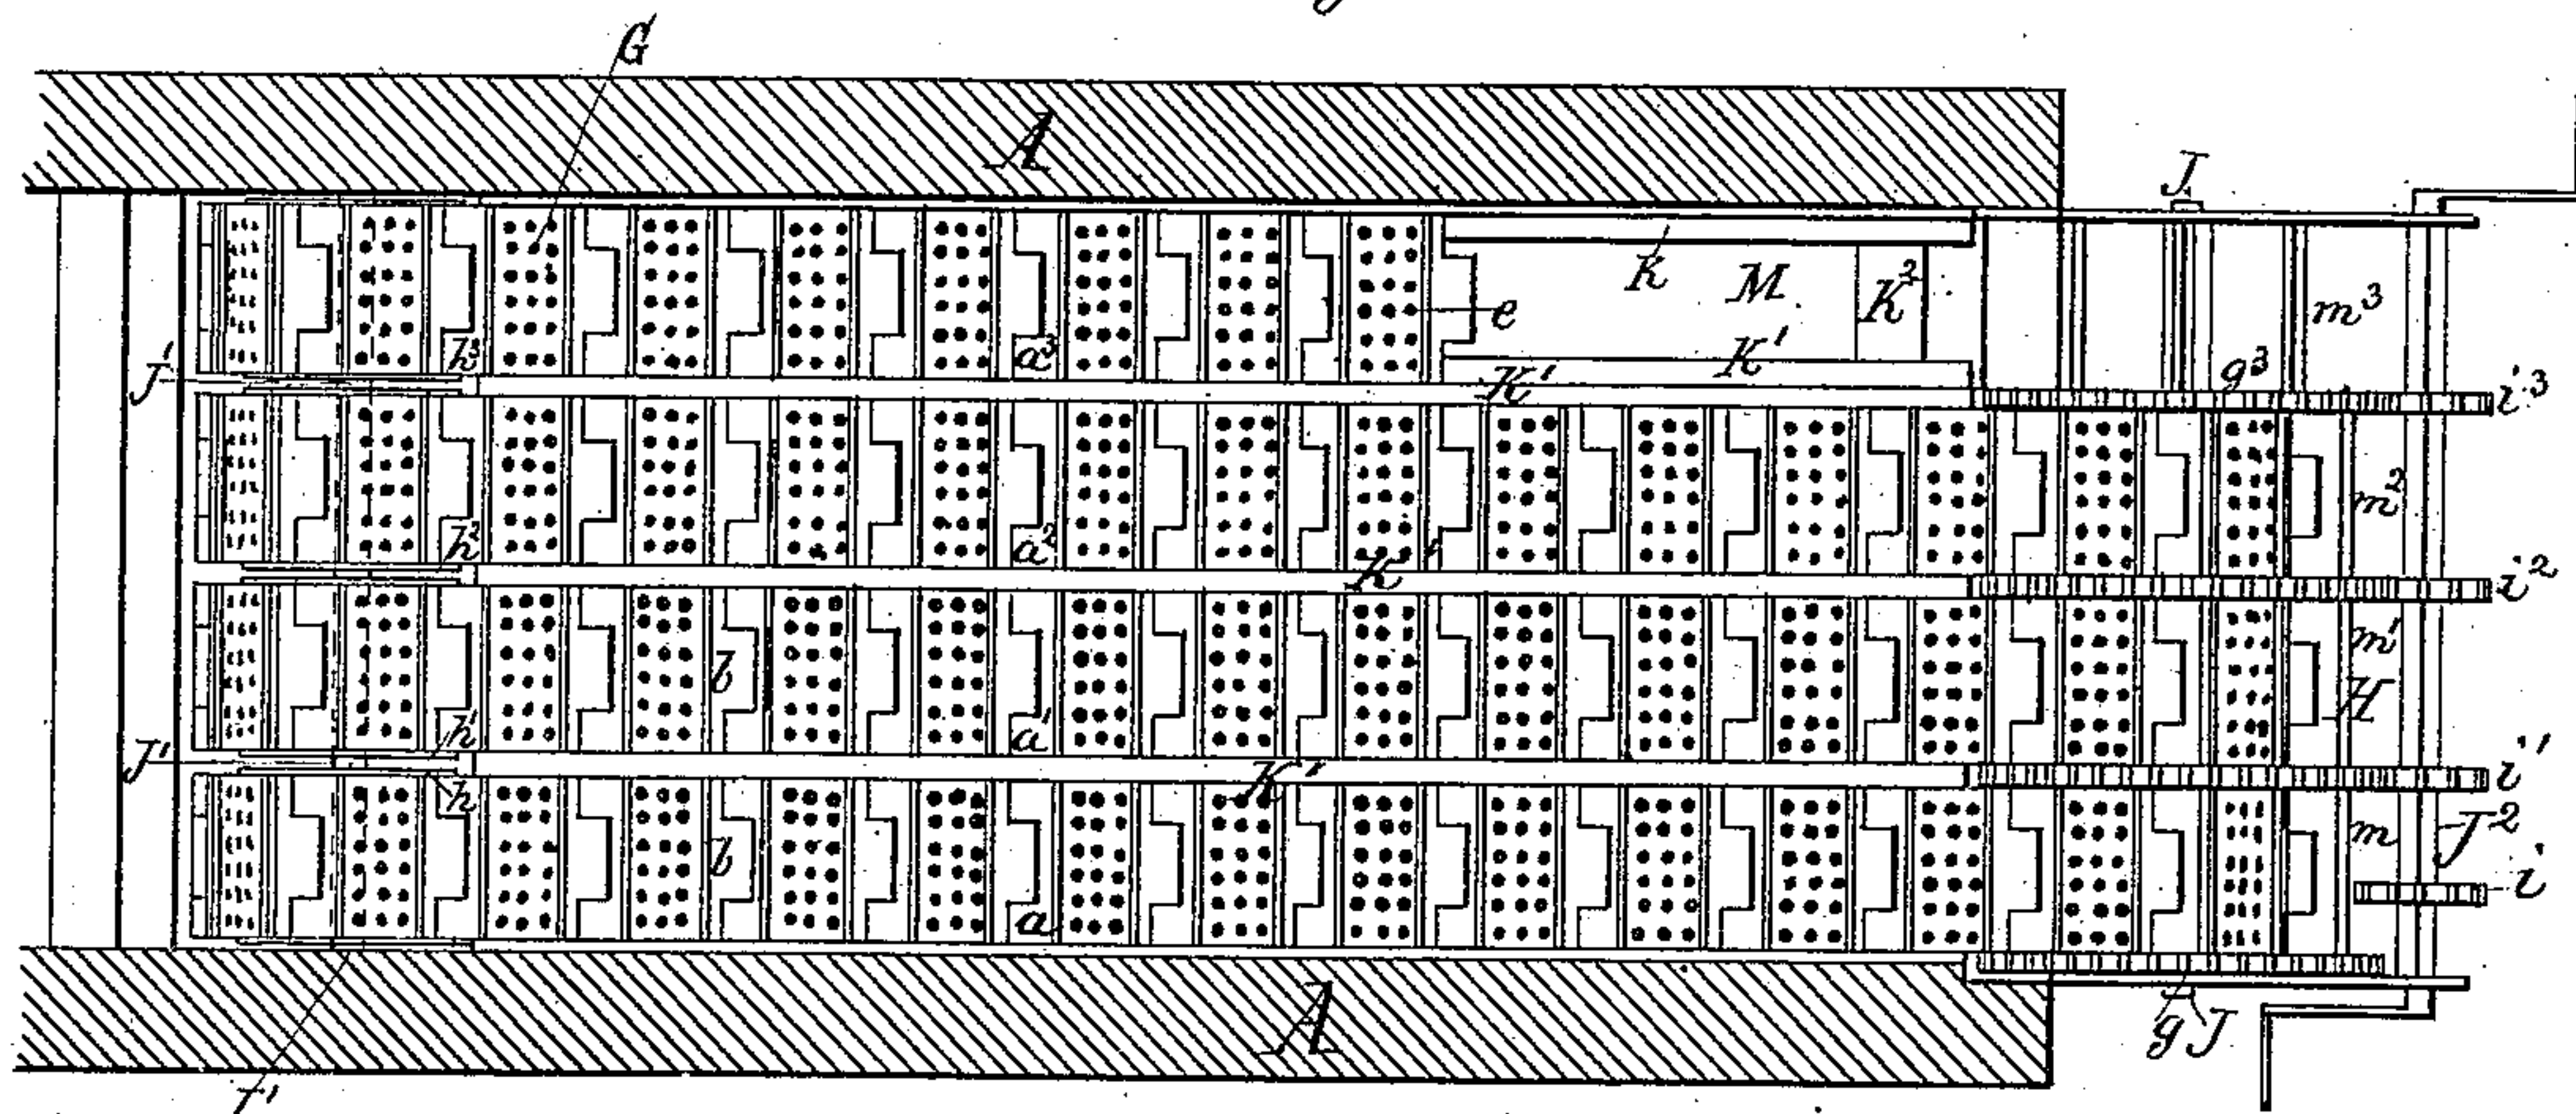 G
A
J
k
M
K²
e
m³
h³
a³
K'
K'
g³
i³
J'
h²
a²
K'
m²
i²
b
m'
H
h'
a'
J'
i'
h
K'
b
m
J²
i
a
A
g J